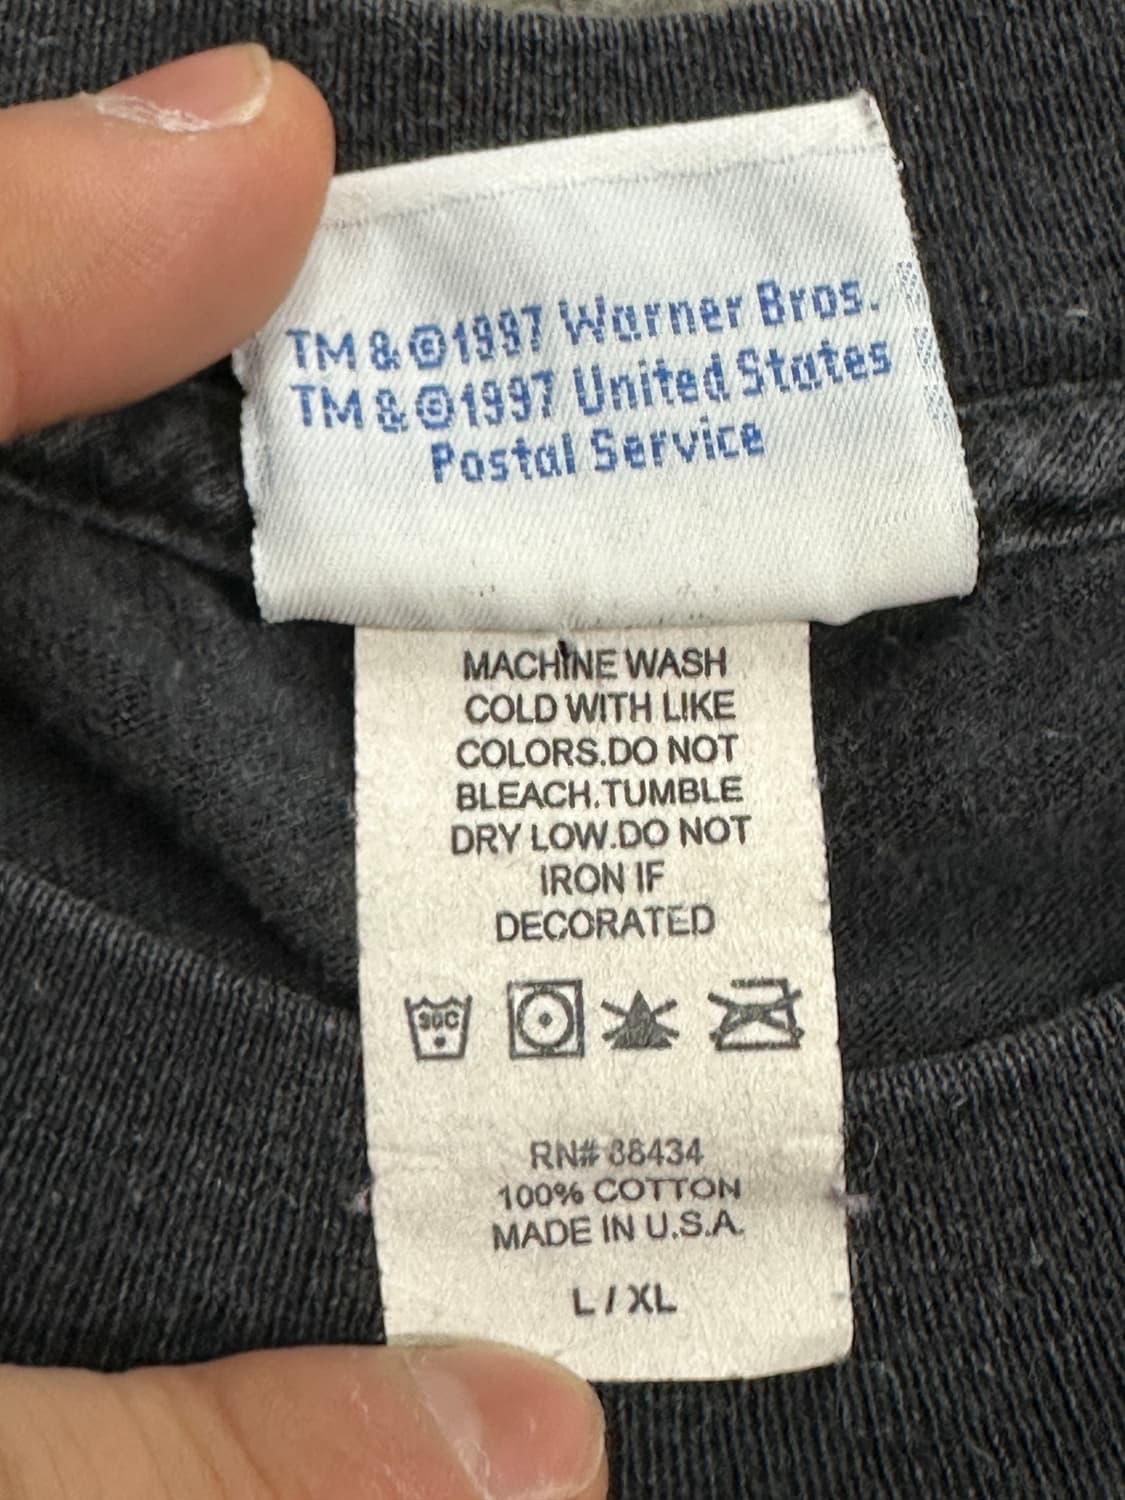 TM & ©1997 Warner Bros.
TM & ©1997 United States
Postal Service
MACHINE WASH
COLD WITH LIKE
COLORS.DO NOT
BLEACH.TUMBLE
DRY LOW.DO NOT
IRON IF
DECORATED
30C
RN# 88434
100% COTTON
MADE IN U.S.A.
L / XL